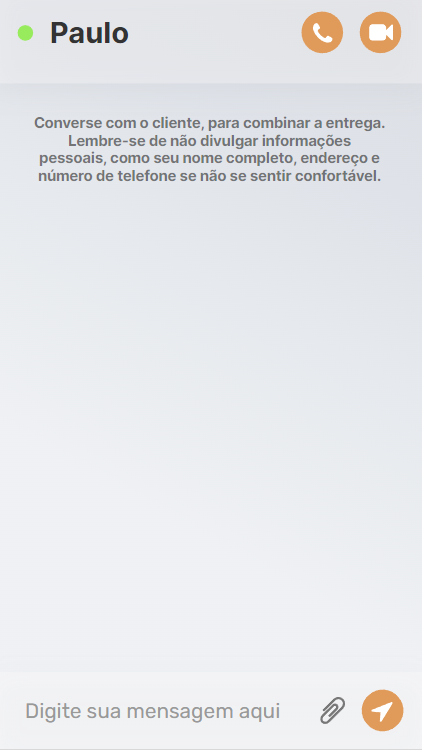 Paulo
Converse com o cliente, para combinar a entrega.
Lembre-se de não divulgar informações
pessoais, como seu nome completo, endereço e
número de telefone se não se sentir confortável.
Digite sua mensagem aqui